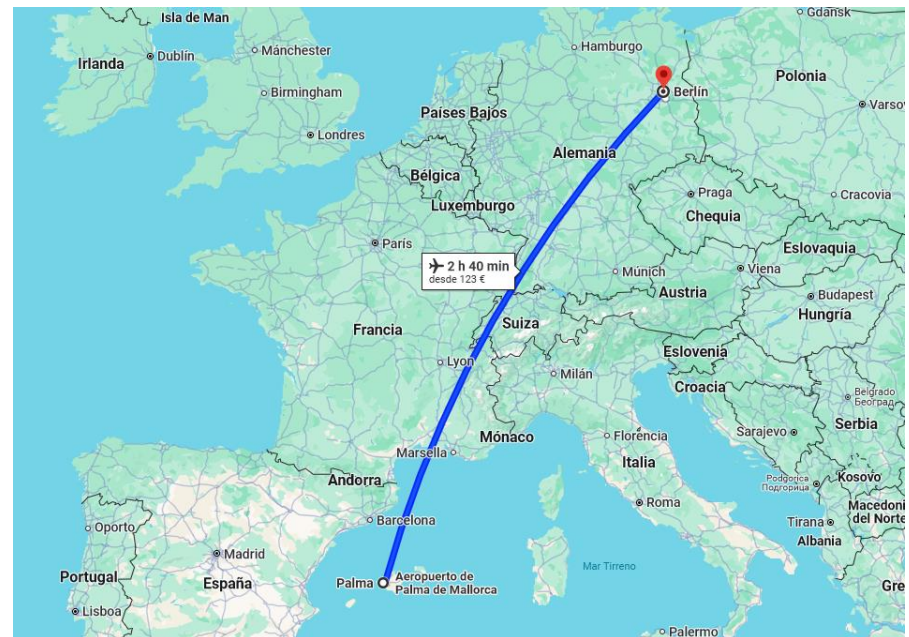 Isla de Man
Gdansk
Irlanda
Dublín
Mánchester
Hamburgo
Birmingham
Berlín
Polonia
Países Bajos
Varsov
Londres
Alemania
Bélgica
Praga
Cracovia
Luxemburgo
Chequia
París
Eslovaquia
2 h 40 min
desde 123 €
Múnich
Viena
Austria
Budapest
Hungría
Francia
Suiza
Lyon
Eslovenia
Milán
Croacia
Belgrado
Београд
Mónaco
Florencia
Sarajevo
Serbia
Marsella
Italia
Andorra
Podgorica
Подгорица
Kosovo
Roma
Macedoni
del Norte
Barcelona
Oporto
Tirana
Albania
Madrid
Mar Tirreno
Portugal
España
Palma
Aeropuerto de
Palma de Mallorca
Gre
Lisboa
Palermo